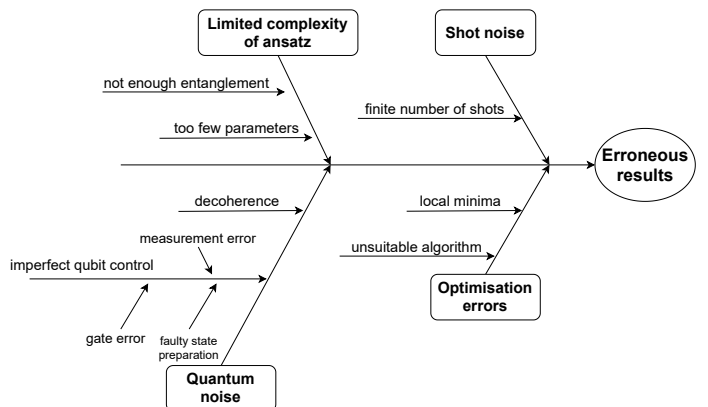 Limited complexity
of ansatz
Shot noise
not enough entanglement
finite number of shots
too few parameters
Erroneous
results
decoherence
local minima
measurement error
unsuitable algorithm
imperfect qubit control
Optimisation
errors
gate error
faulty state
preparation
Quantum
noise